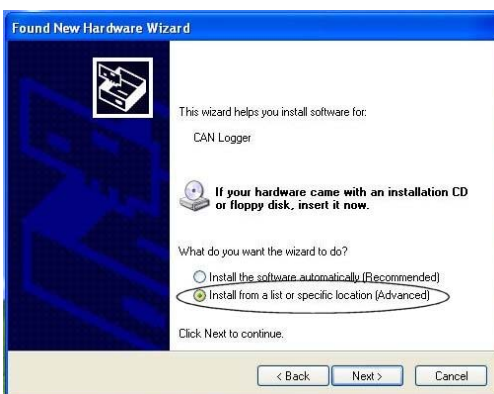 Found New Hardware Wizard
This wizard helps you install software for:
CAN Logger
If your hardware came with an installation CD
or floppy disk, insert it now.
What do you want the wizard to do?
Install the software automatically (Recommended)
Install from a list or specific location (Advanced)
Click Next to continue.
< Back
Next >
Cancel